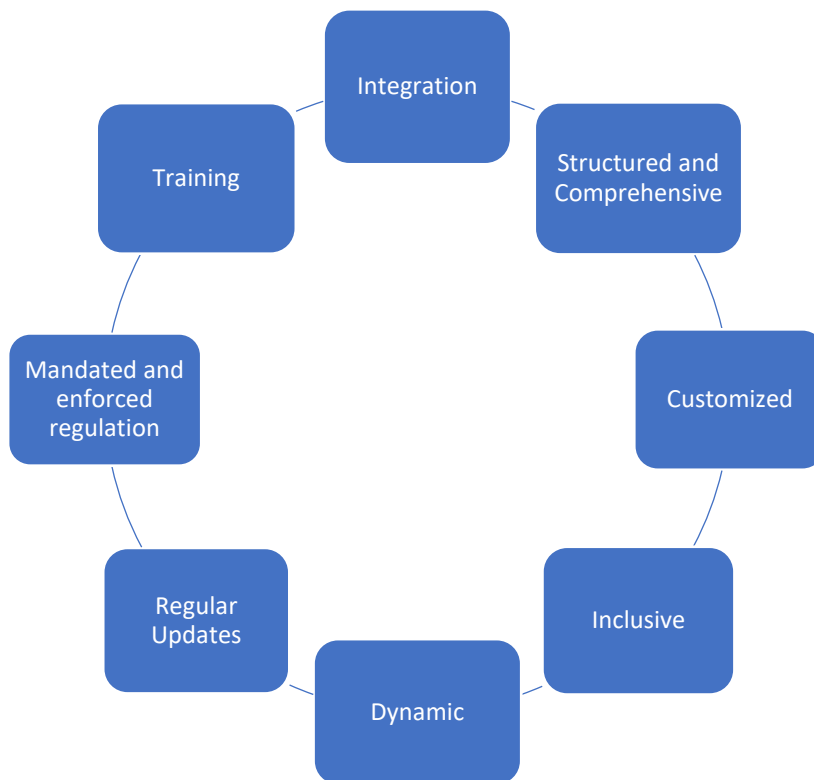 Integration
Structured and
Comprehensive
Customized
Inclusive
Dynamic
Regular
Updates
Mandated and
enforced
regulation
Training